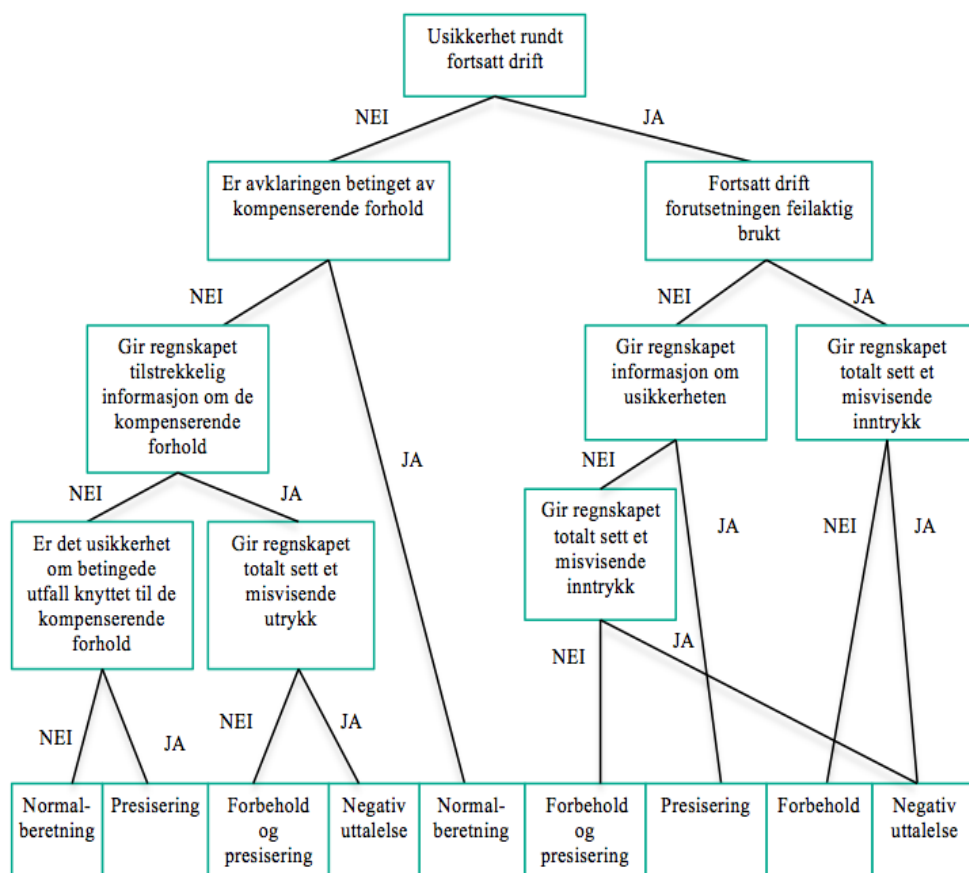 Usikkerhet rundt
fortsatt drift
NEI
JA
Er avklaringen betinget av
kompenserende forhold
Fortsatt drift
forutsetningen feilaktig
brukt
NEI
NEI
JA
Gir regnskapet
tilstrekkelig
informasjon om de
kompenserende
forhold
Gir regnskapet
informasjon om
usikkerheten
Gir regnskapet
totalt sett et
misvisende
inntrykk
JA
NEI
NEI
JA
Er det usikkerhet
om betingede
utfall knyttet til de
kompenserende
forhold
Gir regnskapet
totalt sett et
misvisende
utrykk
Gir regnskapet
totalt sett et
misvisende
inntrykk
JA
NEI
JA
NEI
JA
NEI
JA
NEI
JA
Normal-
beretning
Presisering
Forbehold
og
presisering
Negativ
uttalelse
Normal-
beretning
Forbehold
og
presisering
Presisering
Forbehold
Negativ
uttalelse